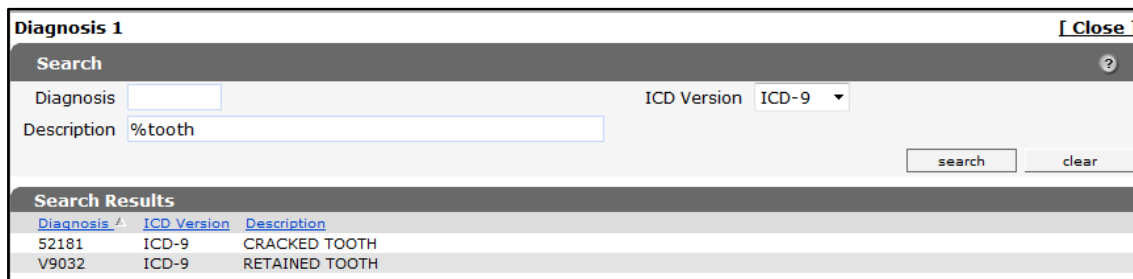 Diagnosis 1 [ Close ]
Search ?
Diagnosis ICD Version ICD-9
Description %tooth
search clear
Search Results
Diagnosis ICD Version Description
52181 ICD-9 CRACKED TOOTH
V9032 ICD-9 RETAINED TOOTH